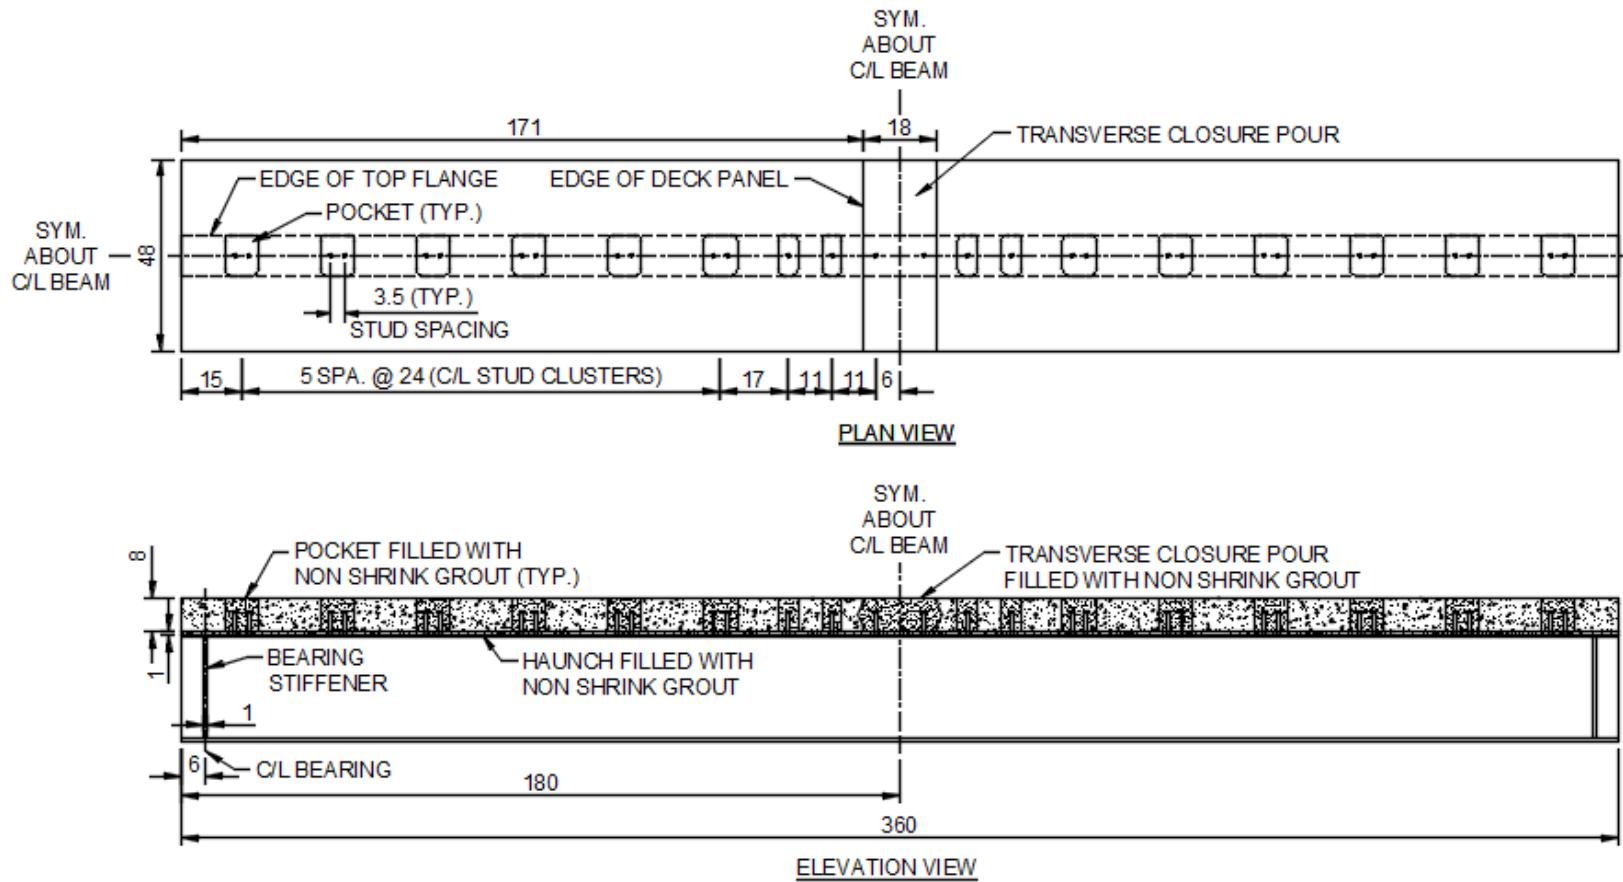 SYM.
ABOUT
C/L BEAM
171
18
TRANSVERSE CLOSURE POUR
EDGE OF TOP FLANGE
EDGE OF DECK PANEL
POCKET (TYP.)
SYM.
ABOUT
C/L BEAM
48
3.5 (TYP.)
STUD SPACING
15
5 SPA. @ 24 (C/L STUD CLUSTERS)
17
11
11
6
PLAN VIEW
SYM.
ABOUT
C/L BEAM
8
POCKET FILLED WITH
NON SHRINK GROUT (TYP.)
TRANSVERSE CLOSURE POUR
FILLED WITH NON SHRINK GROUT
1
BEARING
STIFFENER
HAUNCH FILLED WITH
NON SHRINK GROUT
1
6
C/L BEARING
180
360
ELEVATION VIEW